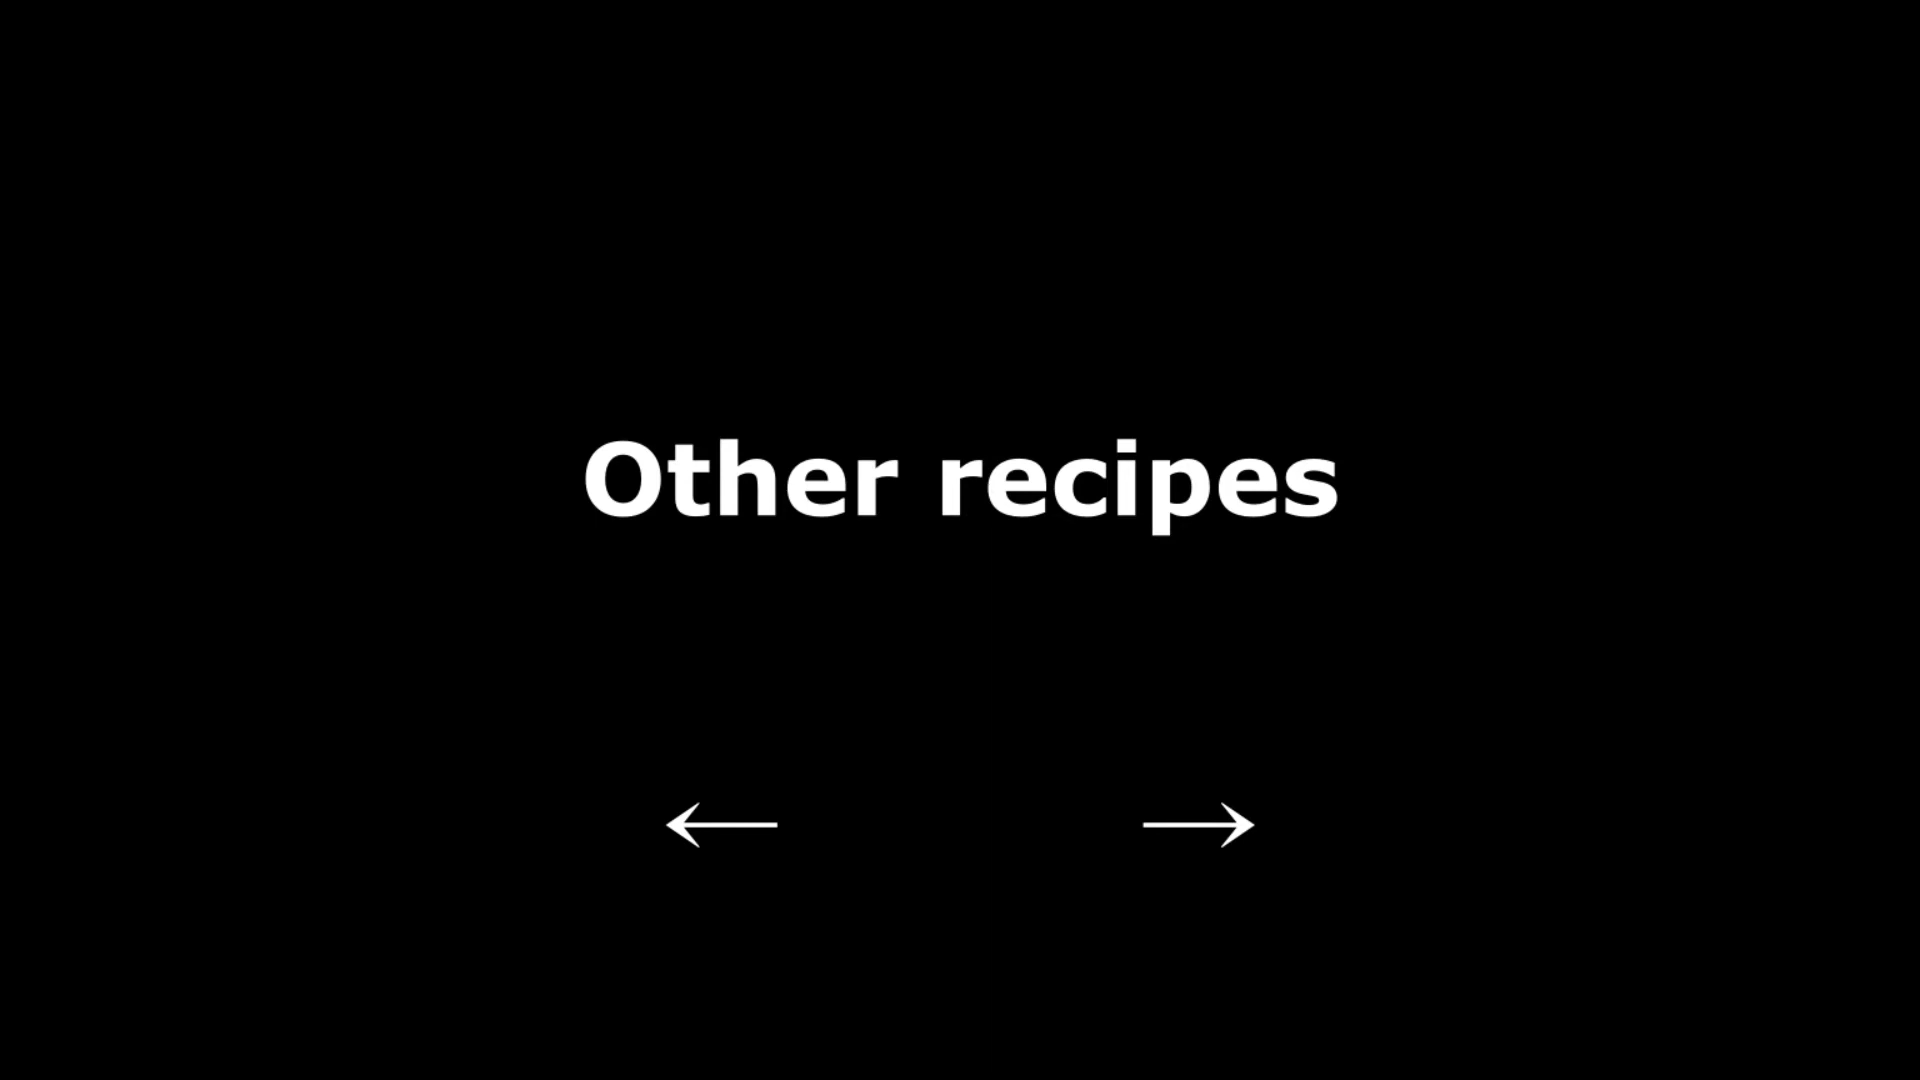 Other recipes
← →